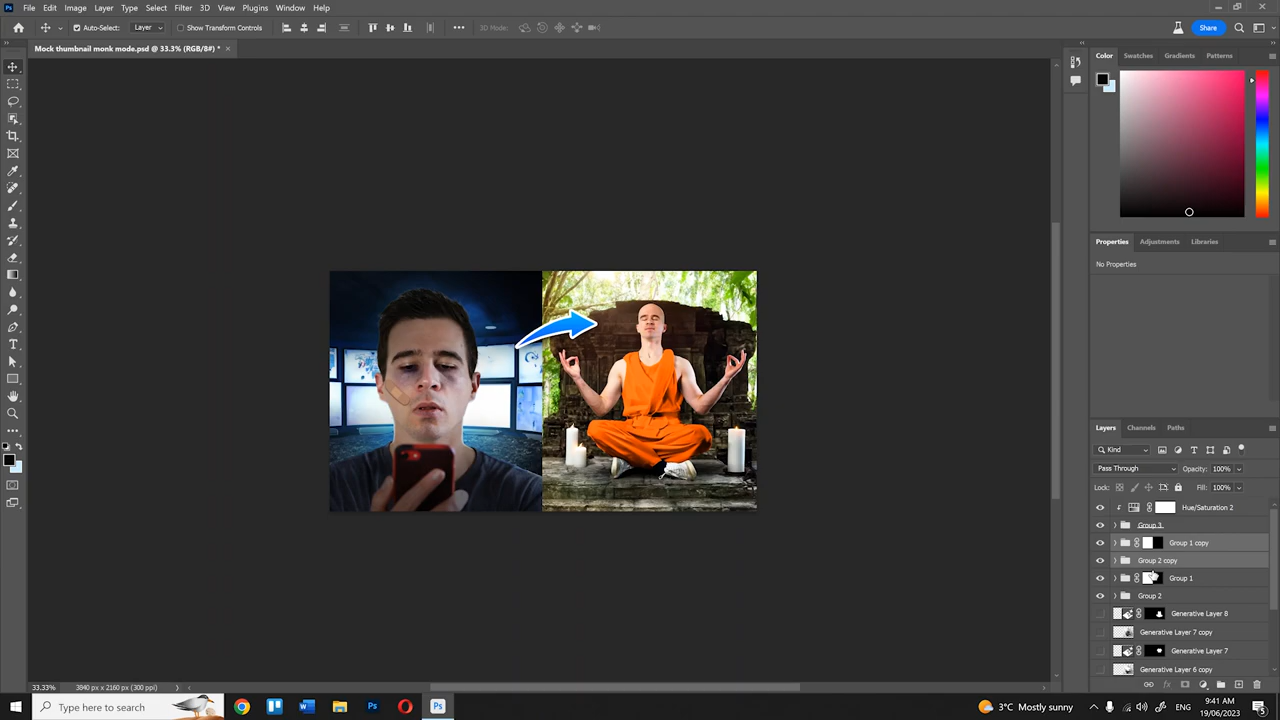 Ps File Edit Image Layer Type Select Filter 3D View Plugins Window Help
Auto-Select: Layer Show Transform Controls 3D Mode: Share
Mock thumbnail monk mode.psd @ 33.3% (RGB/8#) *
Color Swatches Gradients Patterns
Properties Adjustments Libraries
No Properties
Layers Channels Paths
Kind
Pass Through Opacity: 100%
Lock: Fill: 100%
Hue/Saturation 2
Group 3
Group 1 copy
Group 2 copy
Group 1
Group 2
Generative Layer 8
Generative Layer 7 copy
Generative Layer 7
Generative Layer 6 copy
33.33% 3840 px x 2160 px (300 ppi)
Type here to search
3°C Mostly sunny
ENG
9:41 AM
19/06/2023